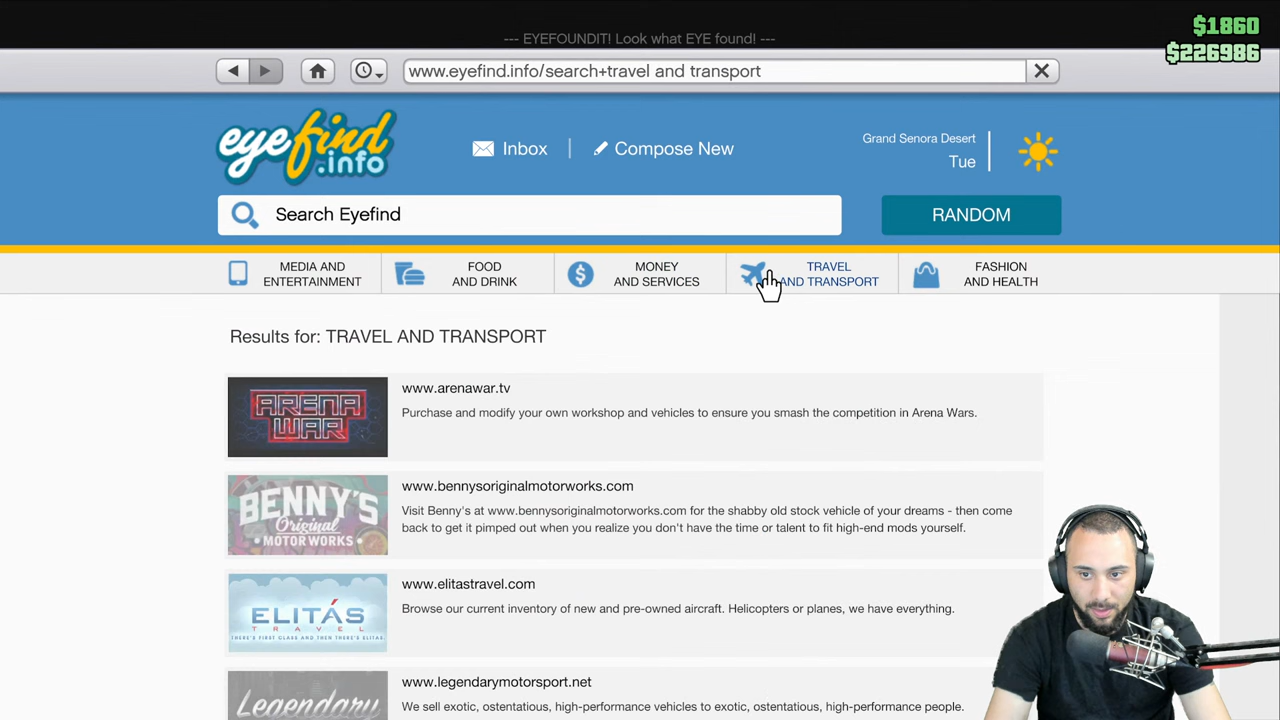 --- EYEFOUNDIT! Look what EYE found! ---
$1860
$226986
www.eyefind.info/search+travel and transport
eyefind
.info
Inbox
Compose New
Grand Senora Desert
Tue
Search Eyefind
RANDOM
MEDIA AND
ENTERTAINMENT
FOOD
AND DRINK
MONEY
AND SERVICES
TRAVEL
AND TRANSPORT
FASHION
AND HEALTH
Results for: TRAVEL AND TRANSPORT
ARENA
WAR
www.arenawar.tv
Purchase and modify your own workshop and vehicles to ensure you smash the competition in Arena Wars.
BENNY'S
Original
MOTOR WORKS
www.bennysoriginalmotorworks.com
Visit Benny's at www.bennysoriginalmotorworks.com for the shabby old stock vehicle of your dreams - then come
back to get it pimped out when you realize you don't have the time or talent to fit high-end mods yourself.
ELITÁS
TRAVEL
THERE'S FIRST CLASS AND THEN THERE'S ELITAS.
www.elitastravel.com
Browse our current inventory of new and pre-owned aircraft. Helicopters or planes, we have everything.
Legendary
www.legendarymotorsport.net
We sell exotic, ostentatious, high-performance vehicles to exotic, ostentatious, high-performance people.